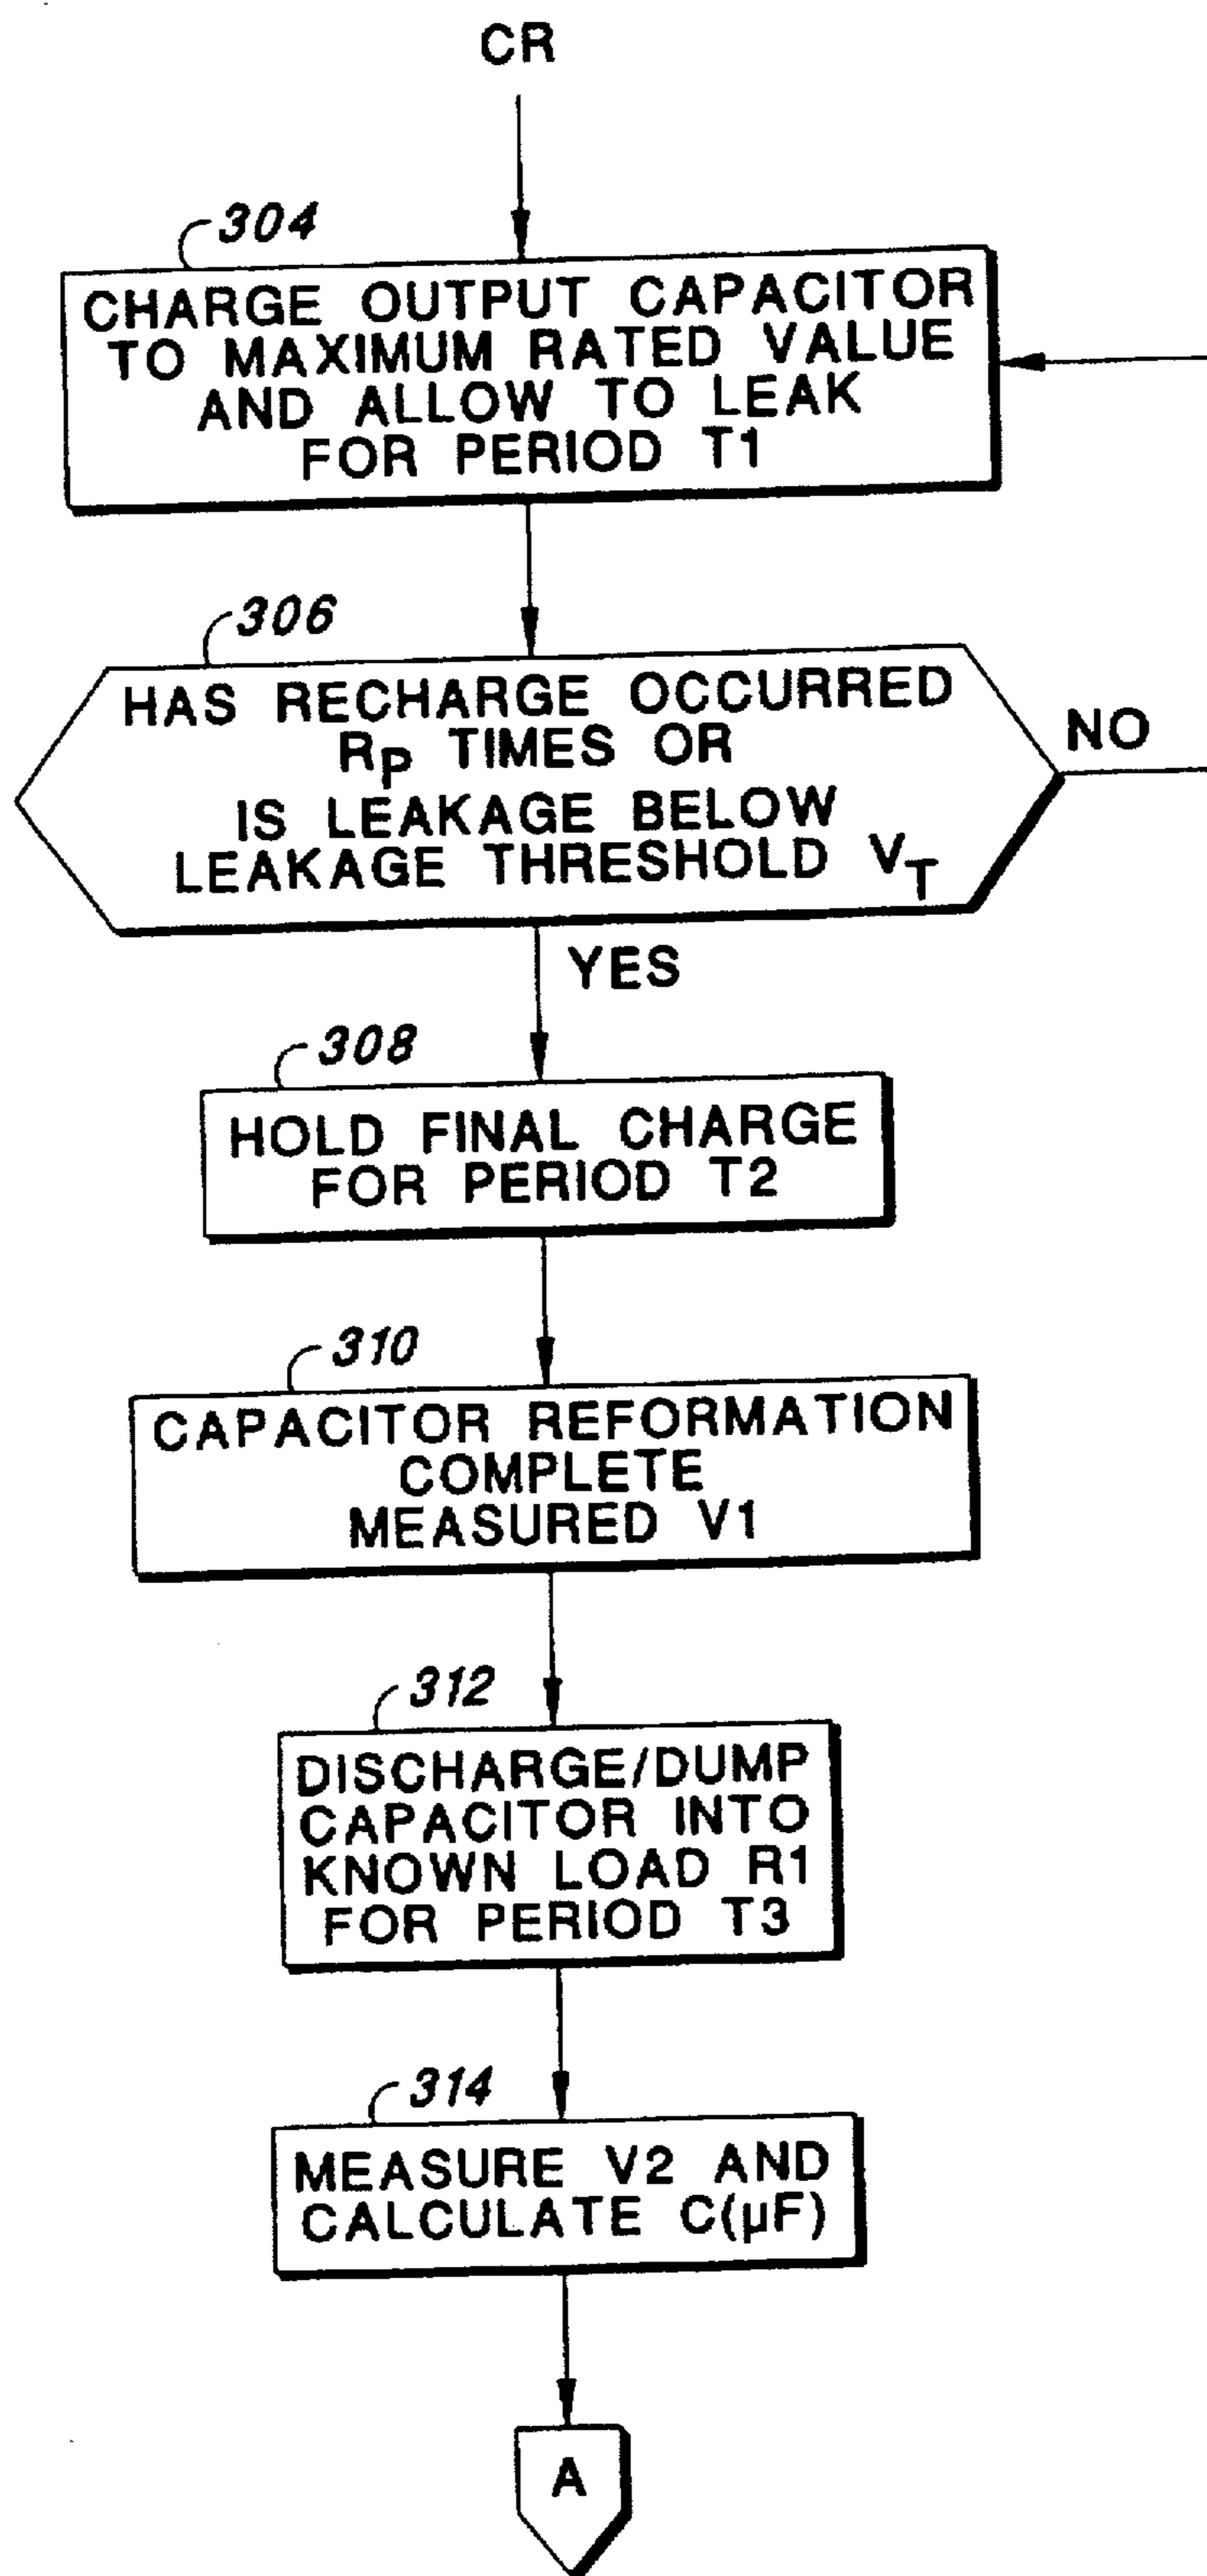 CR
304
CHARGE OUTPUT CAPACITOR
TO MAXIMUM RATED VALUE
AND ALLOW TO LEAK
FOR PERIOD T1
306
HAS RECHARGE OCCURRED
RP TIMES OR
IS LEAKAGE BELOW
LEAKAGE THRESHOLD VT
NO
YES
308
HOLD FINAL CHARGE
FOR PERIOD T2
310
CAPACITOR REFORMATION
COMPLETE
MEASURED V1
312
DISCHARGE/DUMP
CAPACITOR INTO
KNOWN LOAD R1
FOR PERIOD T3
314
MEASURE V2 AND
CALCULATE C(μF)
A